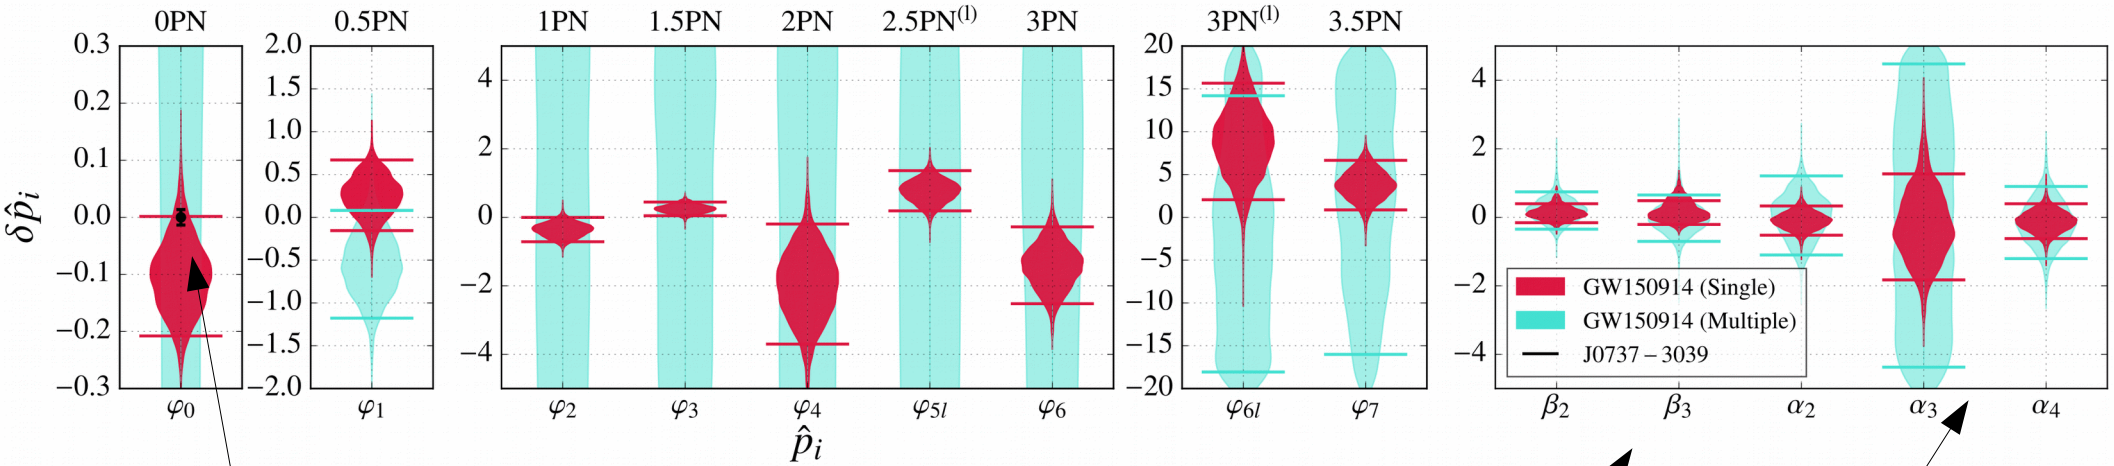 0PN 0.5PN 1PN 1.5PN 2PN 2.5PN⁽ˡ⁾ 3PN 3PN⁽ˡ⁾ 3.5PN
0.3 2.0 20
1.5 4 15 4
0.2
1.0 10
0.1 2 2
0.5 5
0.0 0.0 0 0 0
−0.5 −5
−0.1
−1.0 −2 −10 −2
−0.2
−1.5 −4 −15 −4
−0.3 −2.0 −20
δp̂ᵢ
GW150914 (Single)
GW150914 (Multiple)
J0737 – 3039
φ₀ φ₁ φ₂ φ₃ φ₄ φ₅ₗ φ₆ φ₆ₗ φ₇ β₂ β₃ α₂ α₃ α₄
p̂ᵢ